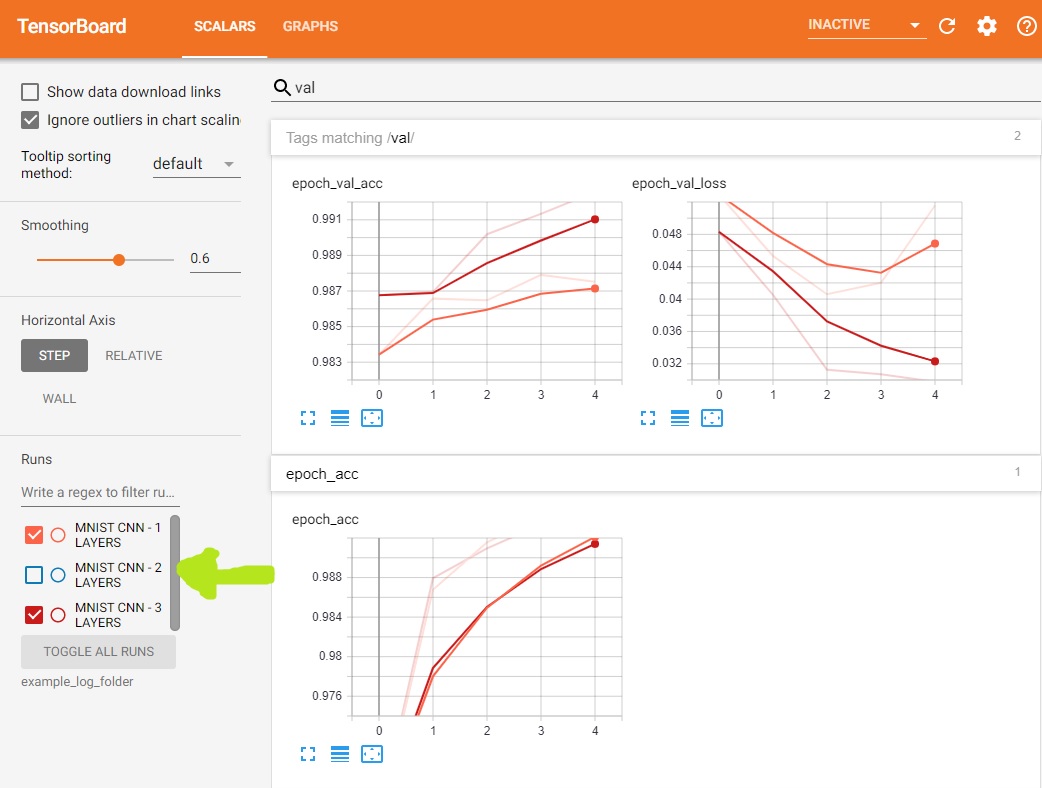 TensorBoard
SCALARS
GRAPHS
INACTIVE
Show data download links
Ignore outliers in chart scalin
Tooltip sorting
method:
default
Smoothing
0.6
Horizontal Axis
STEP
RELATIVE
WALL
Runs
Write a regex to filter ru...
MNIST CNN - 1
LAYERS
MNIST CNN - 2
LAYERS
MNIST CNN - 3
LAYERS
TOGGLE ALL RUNS
example_log_folder
val
Tags matching /val/
2
epoch_val_acc
0.991
0.989
0.987
0.985
0.983
0 1 2 3 4
epoch_val_loss
0.048
0.044
0.04
0.036
0.032
0 1 2 3 4
epoch_acc
1
epoch_acc
0.988
0.984
0.98
0.976
0 1 2 3 4